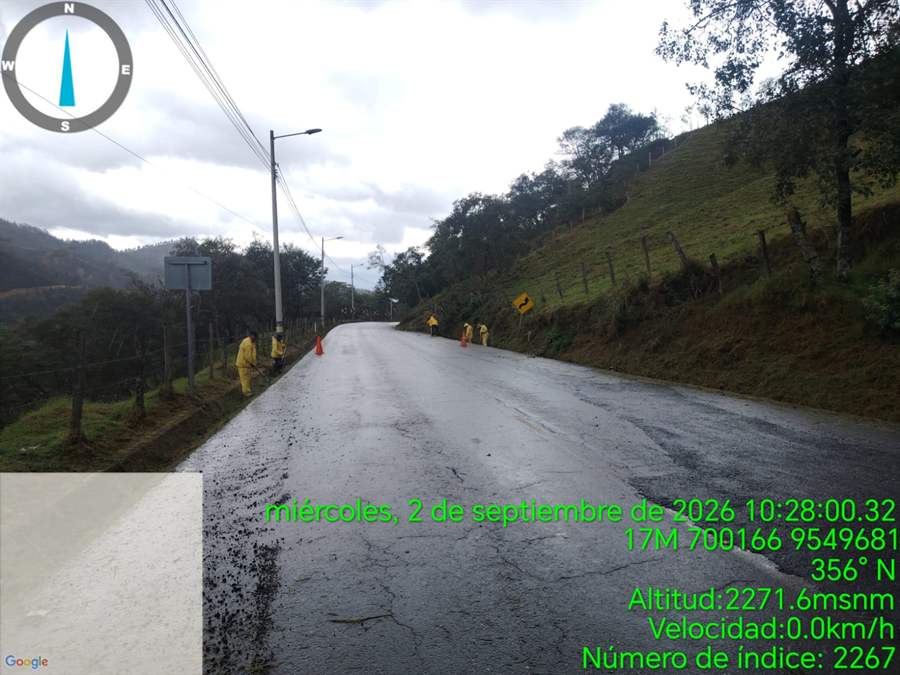 N
W
E
S
miércoles, 2 de septiembre de 2026 10:28:00.32
17M 700166 9549681
356° N
Altitud:2271.6msnm
Velocidad:0.0km/h
Número de índice: 2267
Google